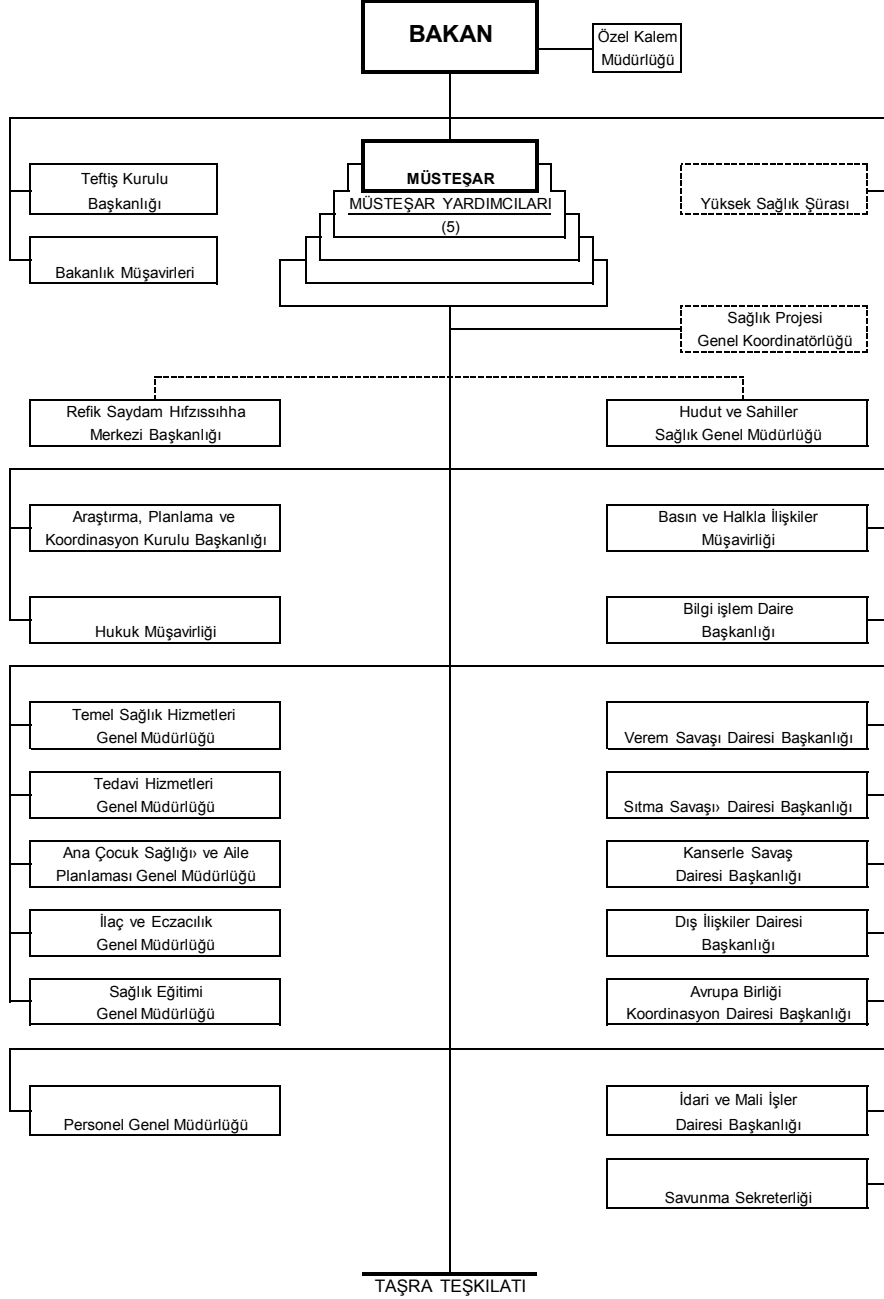 BAKAN
Özel Kalem
Müdürlüğü
MÜSTEŞAR
MÜSTEŞAR YARDIMCILARI
(5)
Teftiş Kurulu
Başkanlığı
Yüksek Sağlık Şürası
Bakanlık Müşavirleri
Sağlık Projesi
Genel Koordinatörlüğü
Refik Saydam Hıfzıssıhha
Merkezi Başkanlığı
Hudut ve Sahiller
Sağlık Genel Müdürlüğü
Araştırma, Planlama ve
Koordinasyon Kurulu Başkanlığı
Basın ve Halkla İlişkiler
Müşavirliği
Hukuk Müşavirliği
Bilgi işlem Daire
Başkanlığı
Temel Sağlık Hizmetleri
Genel Müdürlüğü
Verem Savaşı Dairesi Başkanlığı
Tedavi Hizmetleri
Genel Müdürlüğü
Sıtma Savaşı› Dairesi Başkanlığı
Ana Çocuk Sağlığı› ve Aile
Planlaması Genel Müdürlüğü
Kanserle Savaş
Dairesi Başkanlığı
İlaç ve Eczacılık
Genel Müdürlüğü
Dış İlişkiler Dairesi
Başkanlığı
Sağlık Eğitimi
Genel Müdürlüğü
Avrupa Birliği
Koordinasyon Dairesi Başkanlığı
Personel Genel Müdürlüğü
İdari ve Mali İşler
Dairesi Başkanlığı
Savunma Sekreterliği
TAŞRA TEŞKILATI